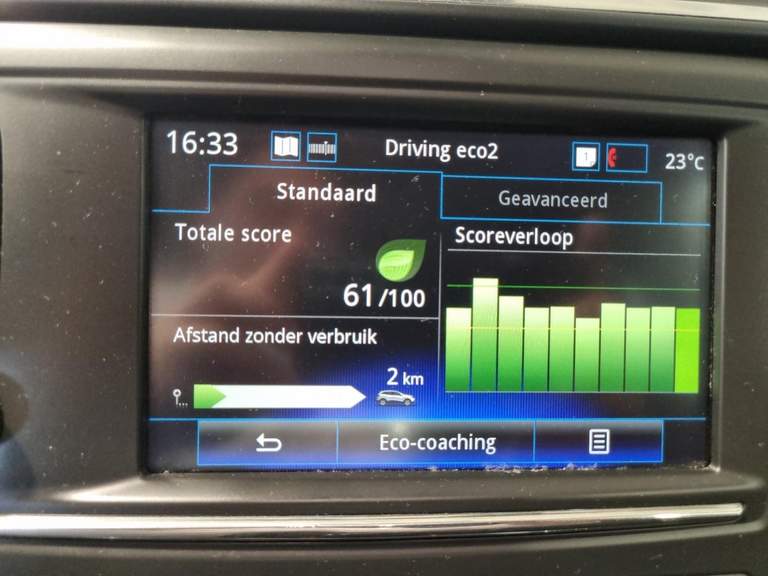 16:33
Driving eco2
1
23°C
Standaard
Geavanceerd
Totale score
61/100
Scoreverloop
Afstand zonder verbruik
2 km
Eco-coaching